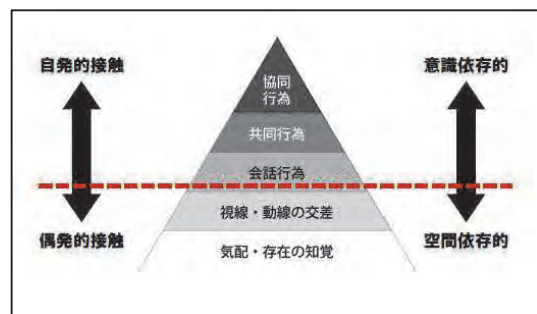 自発的接触
意識依存的
協同
行為
共同行為
会話行為
視線・動線の交差
気配・存在の知覚
偶発的接触
空間依存的